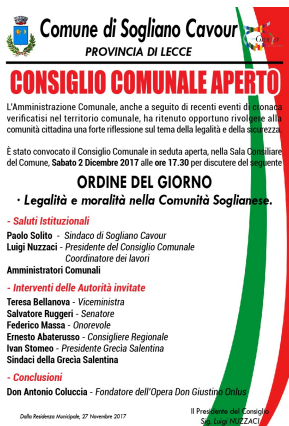 Comune di Sogliano Cavour
PROVINCIA DI LECCE
CONSIGLIO COMUNALE APERTO
L'Amministrazione Comunale, anche a seguito di recenti eventi di cronaca
verificatisi nel territorio comunale, ha ritenuto opportuno rivolgere alla
comunità cittadina una forte riflessione sul tema della legalità e della sicurezza.
È stato convocato il Consiglio Comunale in seduta aperta, nella Sala Consiliare
del Comune, Sabato 2 Dicembre 2017 alle ore 17.30 per discutere del seguente
ORDINE DEL GIORNO
· Legalità e moralità nella Comunità Soglianese.
- Saluti Istituzionali
Paolo Solito - Sindaco di Sogliano Cavour
Luigi Nuzzaci - Presidente del Consiglio Comunale
Coordinatore dei lavori
Amministratori Comunali
- Interventi delle Autorità invitate
Teresa Bellanova - Viceministra
Salvatore Ruggeri - Senatore
Federico Massa - Onorevole
Ernesto Abaterusso - Consigliere Regionale
Ivan Stomeo - Presidente Grecìa Salentina
Sindaci della Grecìa Salentina
- Conclusioni
Don Antonio Coluccia - Fondatore dell'Opera Don Giustino Onlus
Dalla Residenza Municipale, 27 Novembre 2017
Il Presidente del Consiglio
Sig. Luigi NUZZACI